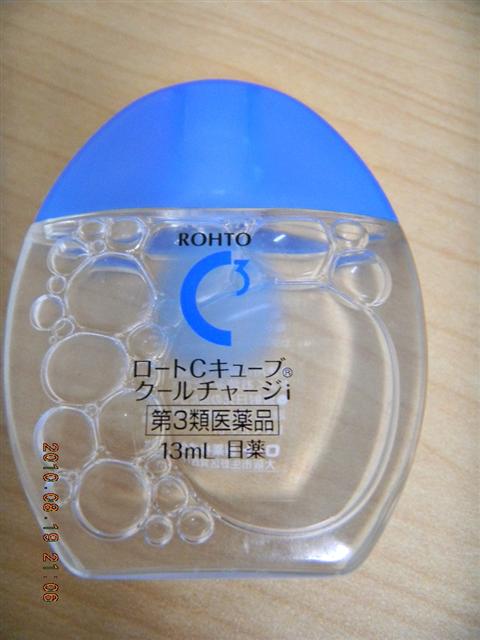 ROHTO
C3
ロートCキューブ®
クールチャージi
第3類医薬品
13mL 目薬
2010.06.19 21:06